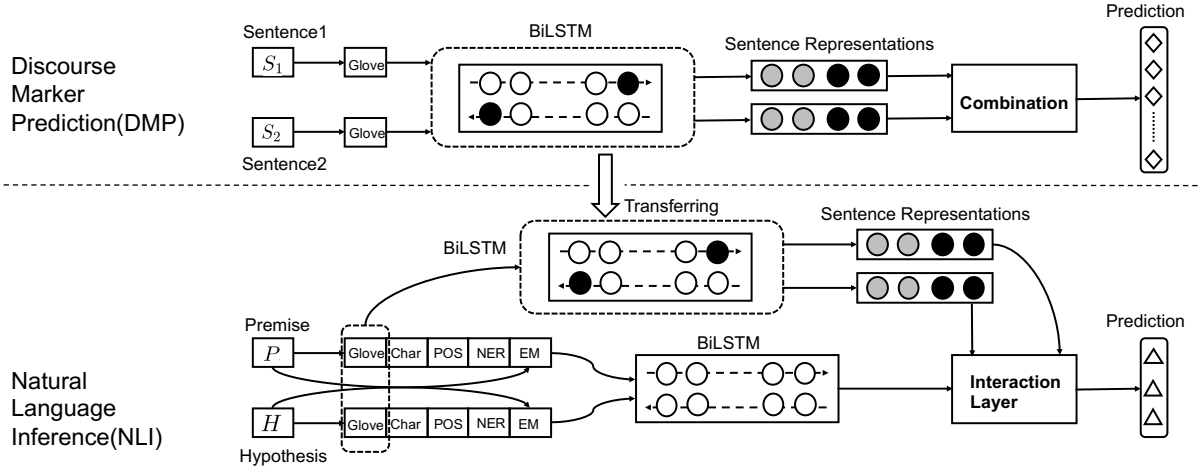 Discourse
Marker
Prediction(DMP)
Sentence1
S1
Glove
S2
Glove
Sentence2
BiLSTM
Sentence Representations
Combination
Prediction
Transferring
BiLSTM
Sentence Representations
Natural
Language
Inference(NLI)
Premise
P
Glove Char POS NER EM
H
Glove Char POS NER EM
Hypothesis
BiLSTM
Interaction
Layer
Prediction